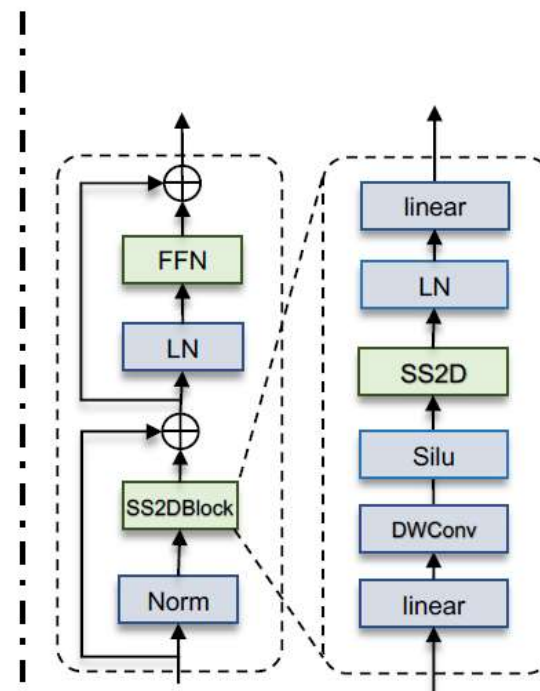 FFN
LN
SS2DBlock
Norm
linear
LN
SS2D
Silu
DWConv
linear